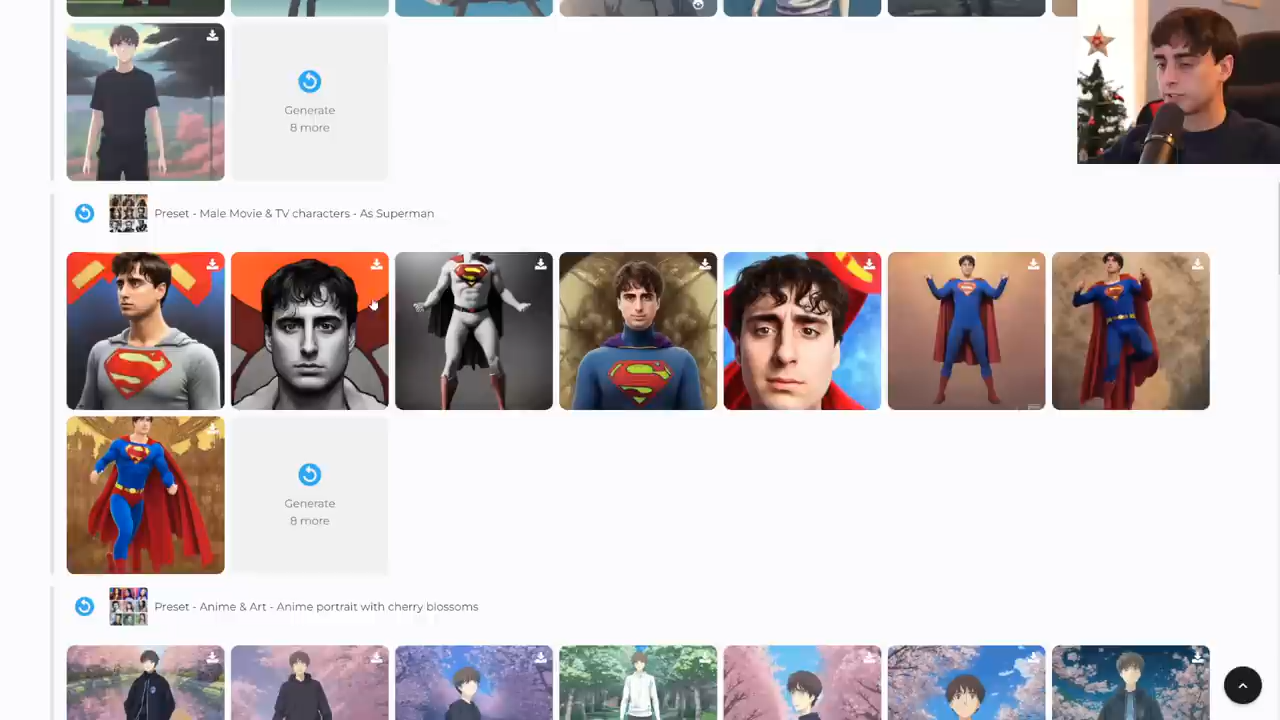 Generate
8 more
Preset - Male Movie & TV characters - As Superman
Generate
8 more
Preset - Anime & Art - Anime portrait with cherry blossoms